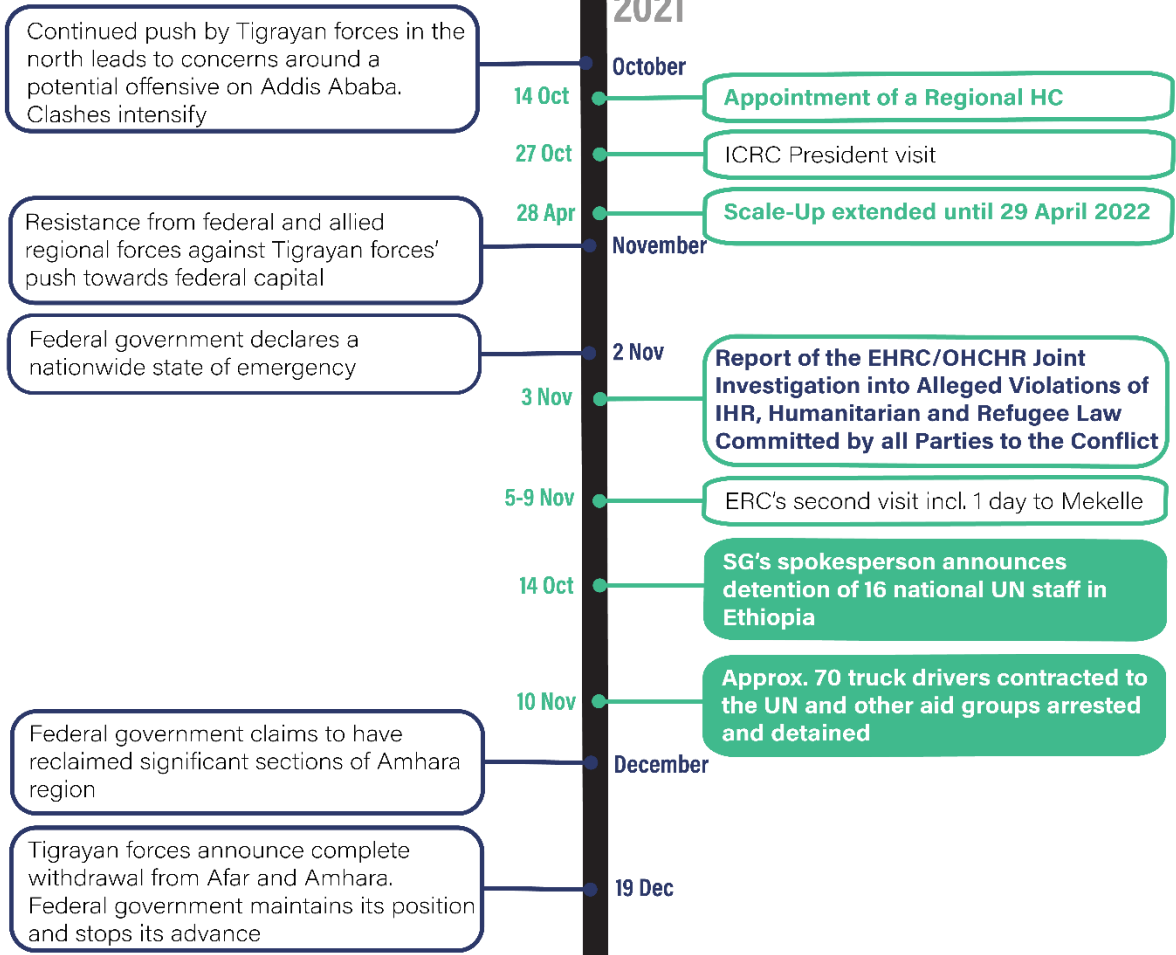 2021
Continued push by Tigrayan forces in the
north leads to concerns around a
potential offensive on Addis Ababa.
Clashes intensify
October
14 Oct
Appointment of a Regional HC
27 Oct
ICRC President visit
28 Apr
Scale-Up extended until 29 April 2022
Resistance from federal and allied
regional forces against Tigrayan forces'
push towards federal capital
November
Federal government declares a
nationwide state of emergency
2 Nov
3 Nov
Report of the EHRC/OHCHR Joint
Investigation into Alleged Violations of
IHR, Humanitarian and Refugee Law
Committed by all Parties to the Conflict
5-9 Nov
ERC's second visit incl. 1 day to Mekelle
14 Oct
SG's spokesperson announces
detention of 16 national UN staff in
Ethiopia
10 Nov
Approx. 70 truck drivers contracted to
the UN and other aid groups arrested
and detained
Federal government claims to have
reclaimed significant sections of Amhara
region
December
Tigrayan forces announce complete
withdrawal from Afar and Amhara.
Federal government maintains its position
and stops its advance
19 Dec